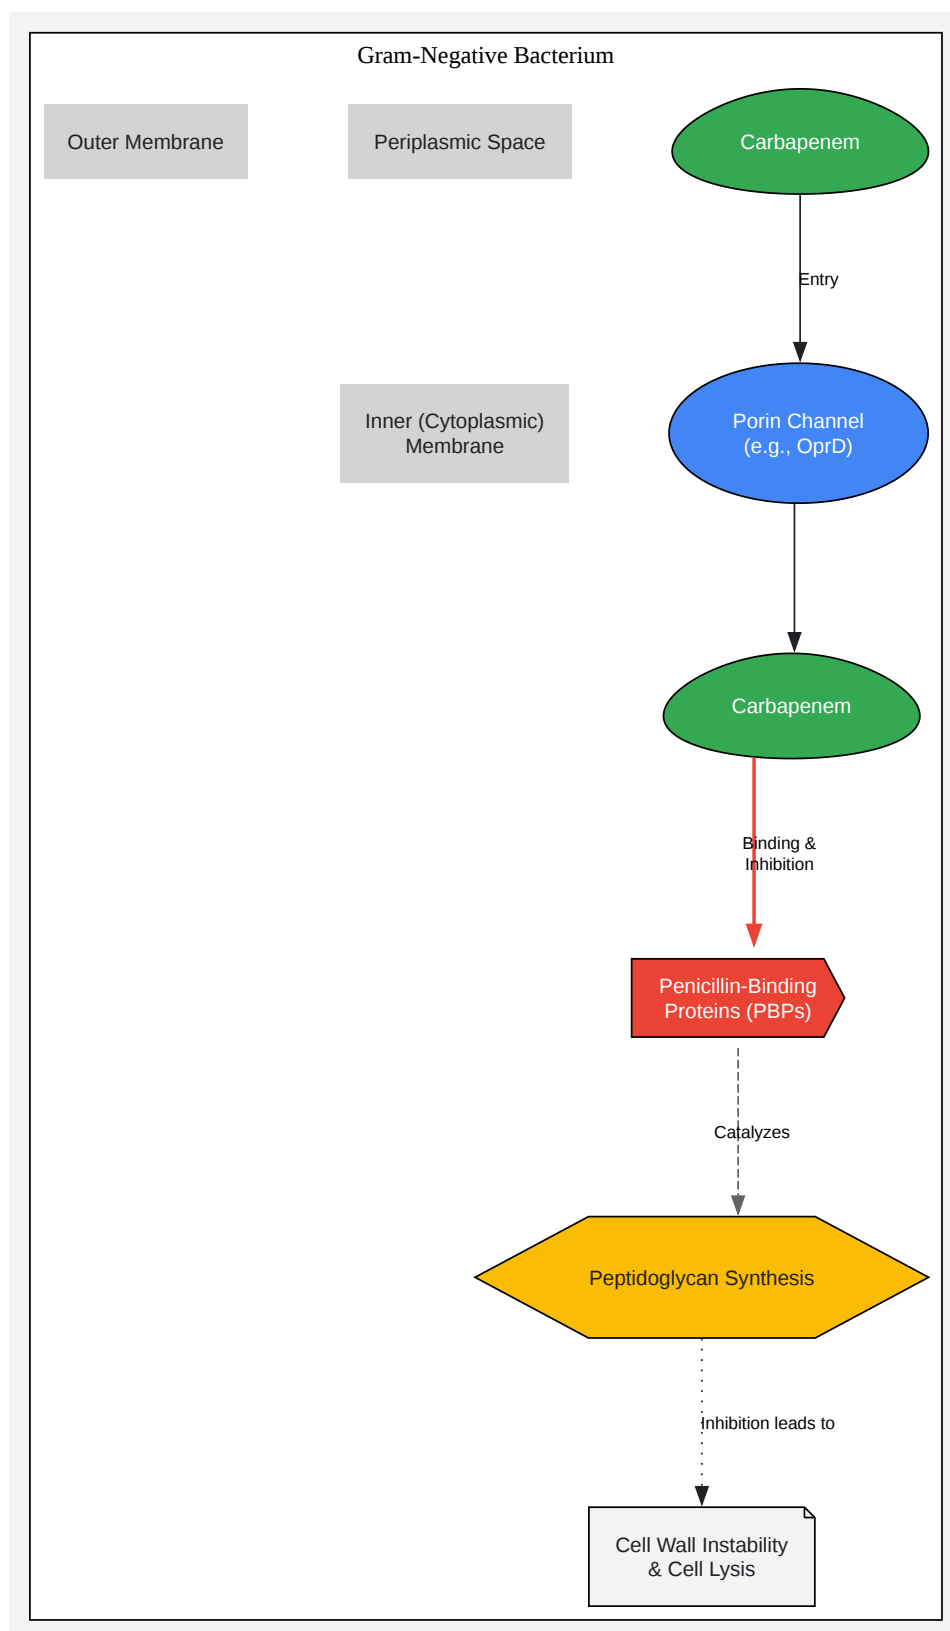 Gram-Negative Bacterium
Outer Membrane
Periplasmic Space
Carbapenem
Entry
Inner (Cytoplasmic)
Membrane
Porin Channel
(e.g., OprD)
Carbapenem
Binding &
Inhibition
Penicillin-Binding
Proteins (PBPs)
Catalyzes
Peptidoglycan Synthesis
Inhibition leads to
Cell Wall Instability
& Cell Lysis